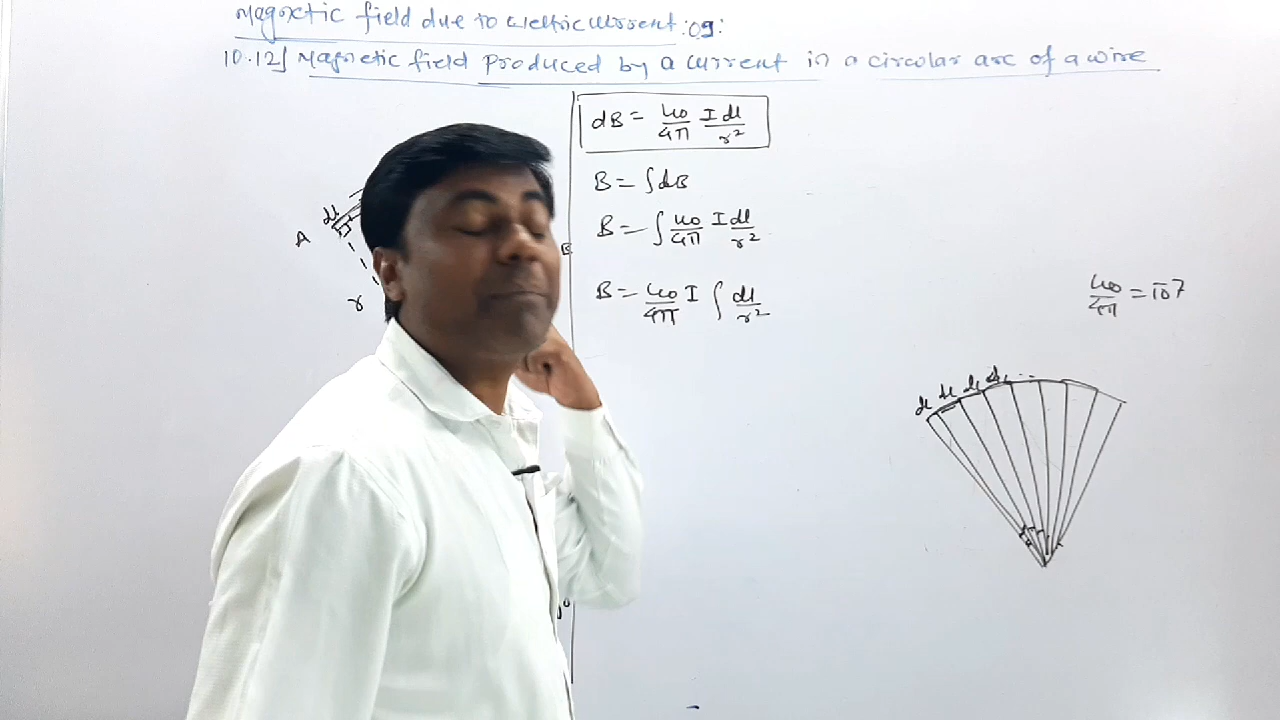 Magnetic field due to electric current :09:
10.12] Magnetic field produced by a current in a circular arc of a wire
dB = μ0/4π Idl/r²
B = ∫dB
B = ∫ μ0/4π Idl/r²
B = μ0/4π I ∫ dl/r²
dl
A
r
B
μ0/4π = 10⁻⁷
dl dl dl dl ...